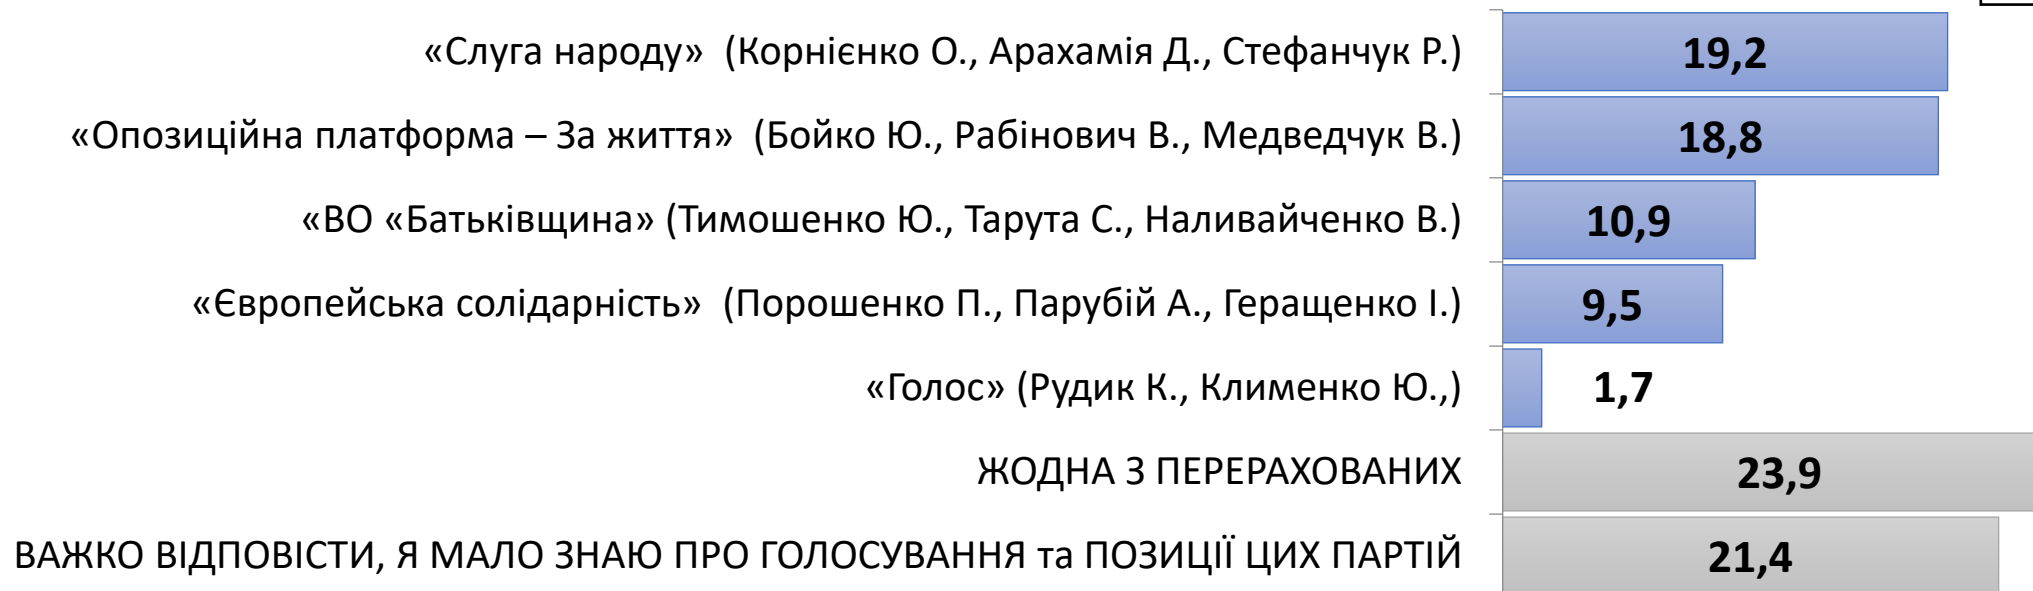 «Слуга народу» (Корнієнко О., Арахамія Д., Стефанчук Р.) 19,2
«Опозиційна платформа – За життя» (Бойко Ю., Рабінович В., Медведчук В.) 18,8
«ВО «Батьківщина» (Тимошенко Ю., Тарута С., Наливайченко В.) 10,9
«Європейська солідарність» (Порошенко П., Парубій А., Геращенко І.) 9,5
«Голос» (Рудик К., Клименко Ю.,) 1,7
ЖОДНА З ПЕРЕРАХОВАНИХ 23,9
ВАЖКО ВІДПОВІСТИ, Я МАЛО ЗНАЮ ПРО ГОЛОСУВАННЯ та ПОЗИЦІЇ ЦИХ ПАРТІЙ 21,4